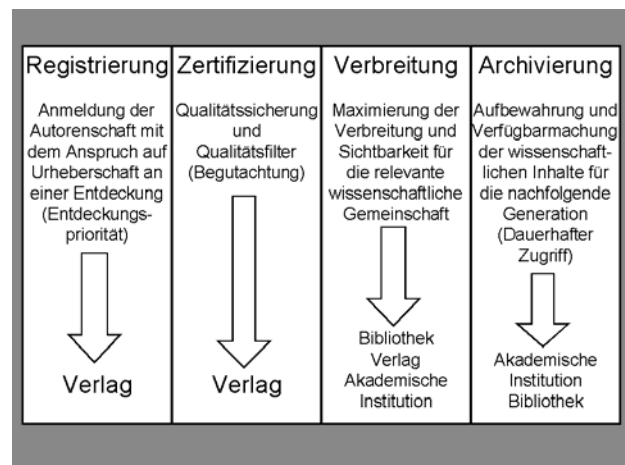 Registrierung
Anmeldung der
Autorenschaft mit
dem Anspruch auf
Urheberschaft an
einer Entdeckung
(Entdeckungs-
priorität)
Verlag
Zertifizierung
Qualitätssicherung
und
Qualitätsfilter
(Begutachtung)
Verlag
Verbreitung
Maximierung der
Verbreitung und
Sichtbarkeit für
die relevante
wissenschaftliche
Gemeinschaft
Bibliothek
Verlag
Akademische
Institution
Archivierung
Aufbewahrung und
Verfügbarmachung
der wissenschaft-
lichen Inhalte für
die nachfolgende
Generation
(Dauerhafter
Zugriff)
Akademische
Institution
Bibliothek